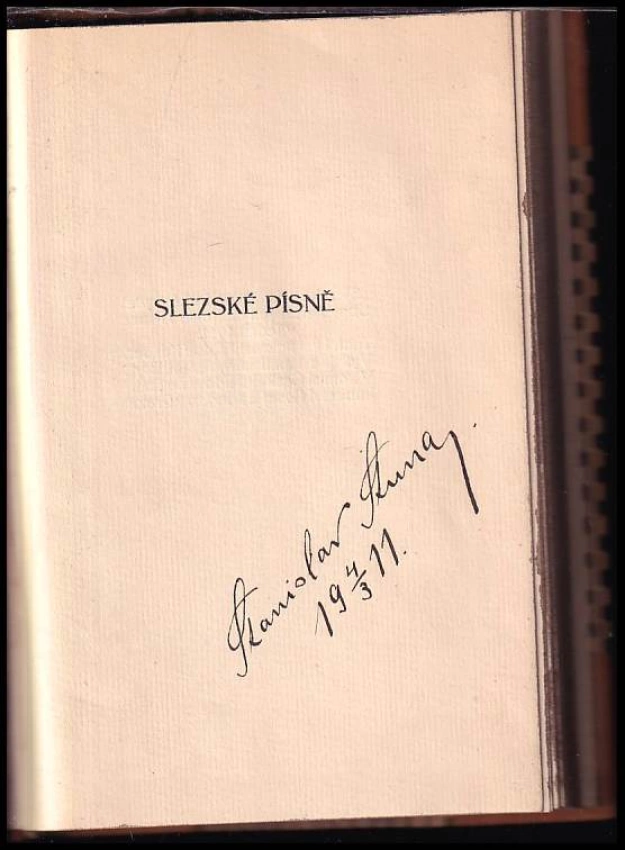 SLEZSKÉ PÍSNĚ
Stanislav
19 4/3 11.